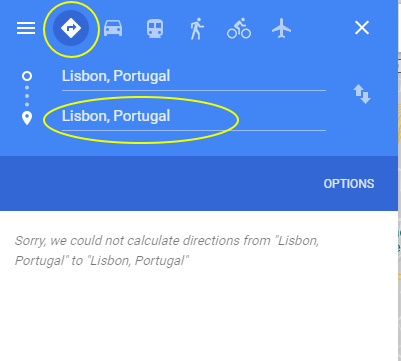 Lisbon, Portugal
Lisbon, Portugal
OPTIONS
Sorry, we could not calculate directions from "Lisbon,
Portugal" to "Lisbon, Portugal"